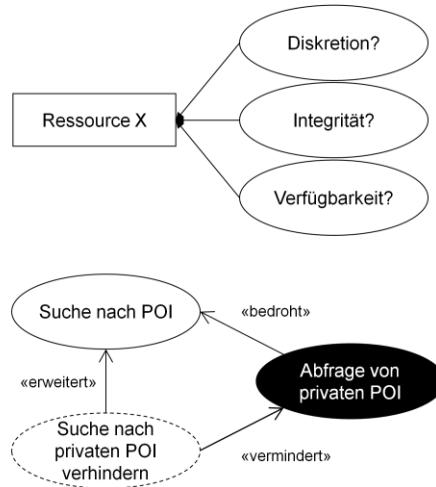 Diskretion?
Ressource X
Integrität?
Verfügbarkeit?
Suche nach POI
«bedroht»
Abfrage von
privaten POI
«erweitert»
Suche nach
privaten POI
verhindern
«vermindert»